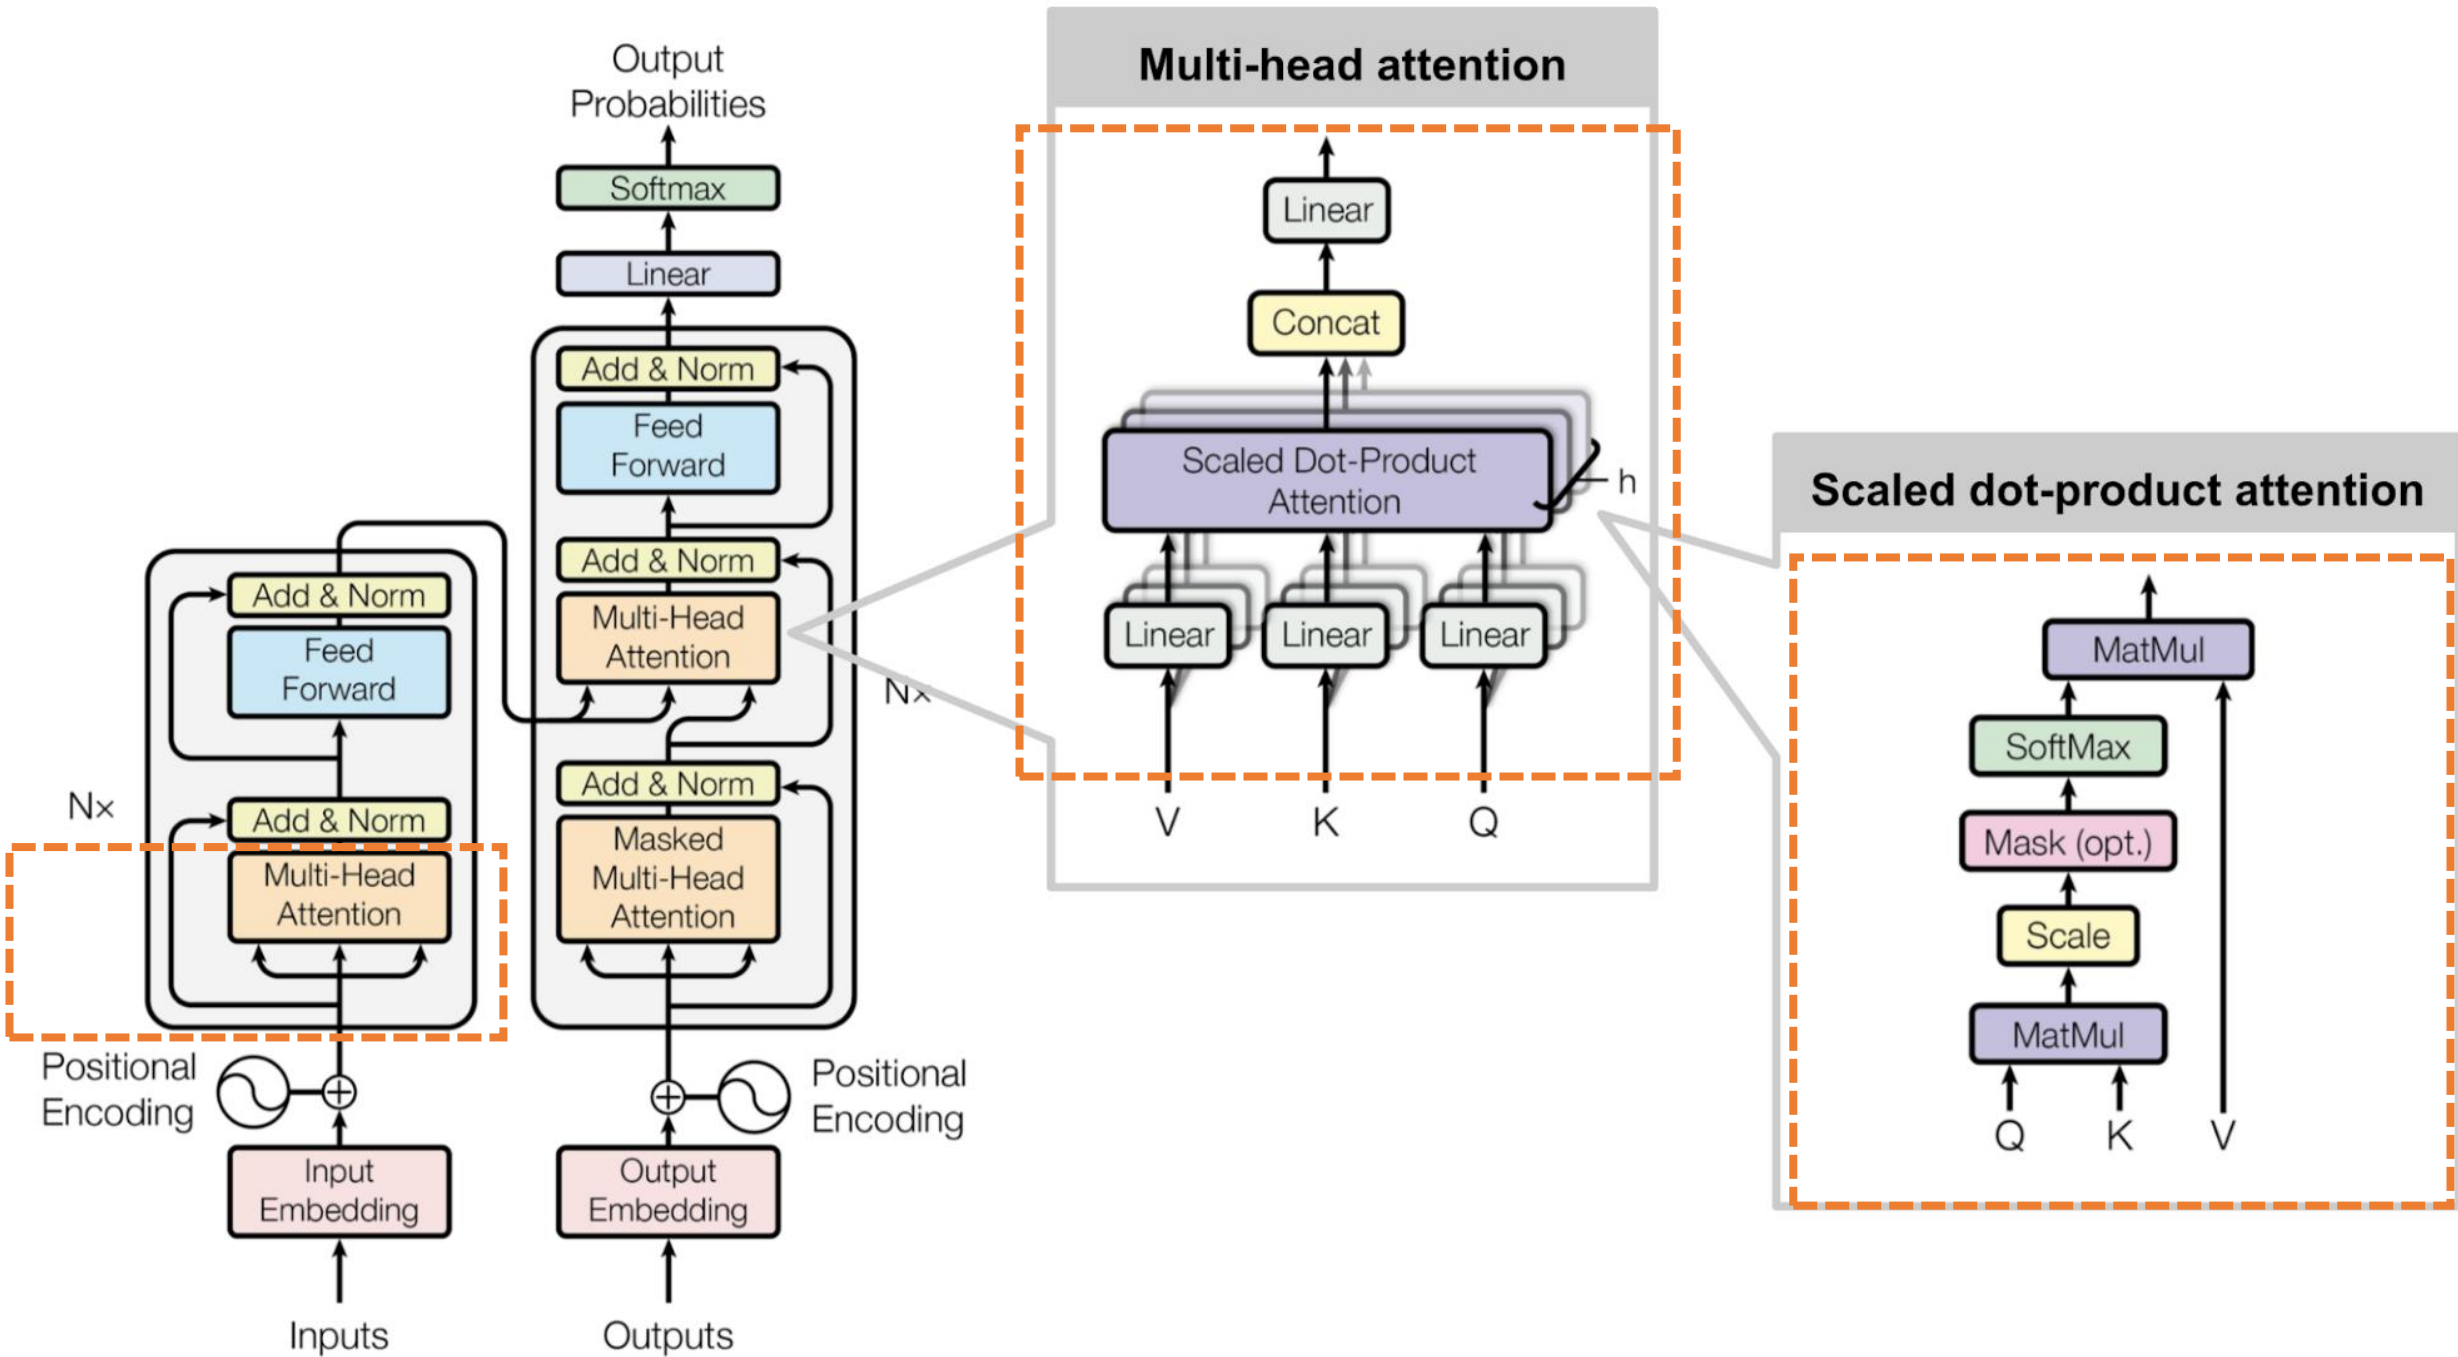 Output
Probabilities
Softmax
Linear
Add & Norm
Feed
Forward
Add & Norm
Multi-Head
Attention
Nx
Add & Norm
Masked
Multi-Head
Attention
Positional
Encoding
Output
Embedding
Outputs
Add & Norm
Feed
Forward
Nx
Add & Norm
Multi-Head
Attention
Positional
Encoding
Input
Embedding
Inputs
Multi-head attention
Linear
Concat
Scaled Dot-Product
Attention
h
Linear
Linear
Linear
V
K
Q
Scaled dot-product attention
MatMul
SoftMax
Mask (opt.)
Scale
MatMul
Q
K
V